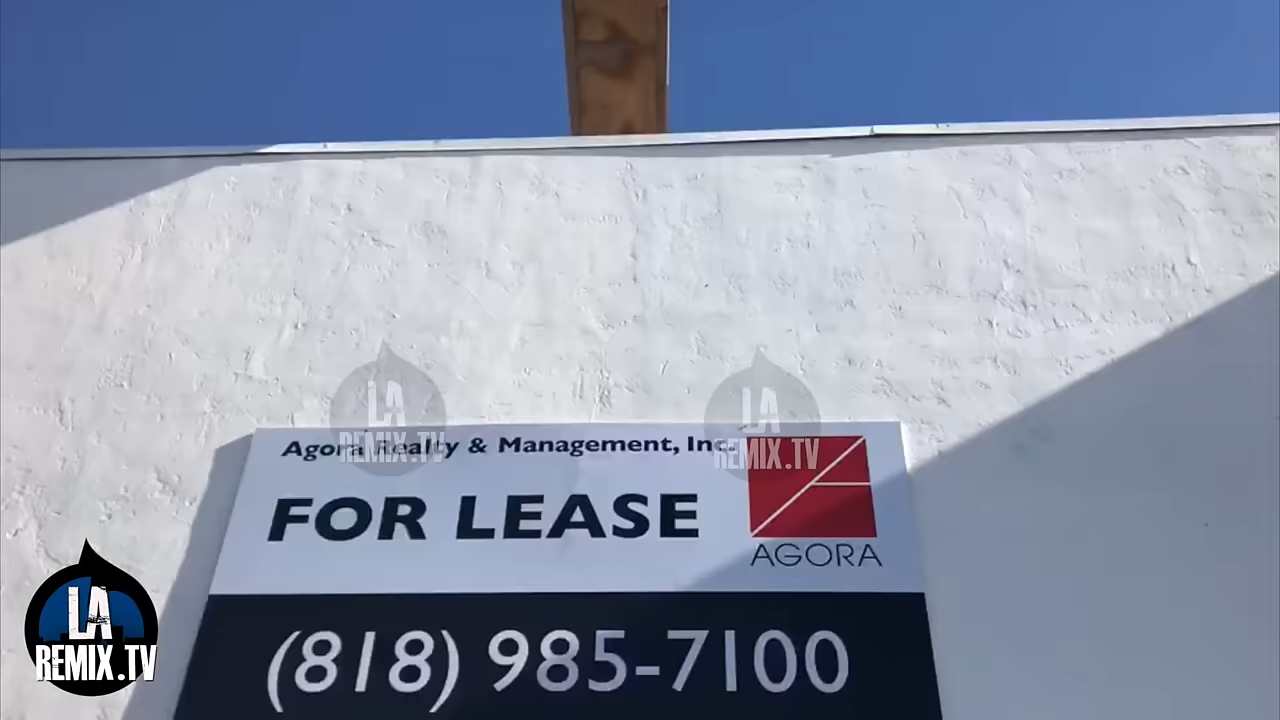 LA
REMIX.TV
LA
REMIX.TV
Agora Realty & Management, Inc.
FOR LEASE
AGORA
(818) 985-7100
LA
REMIX.TV